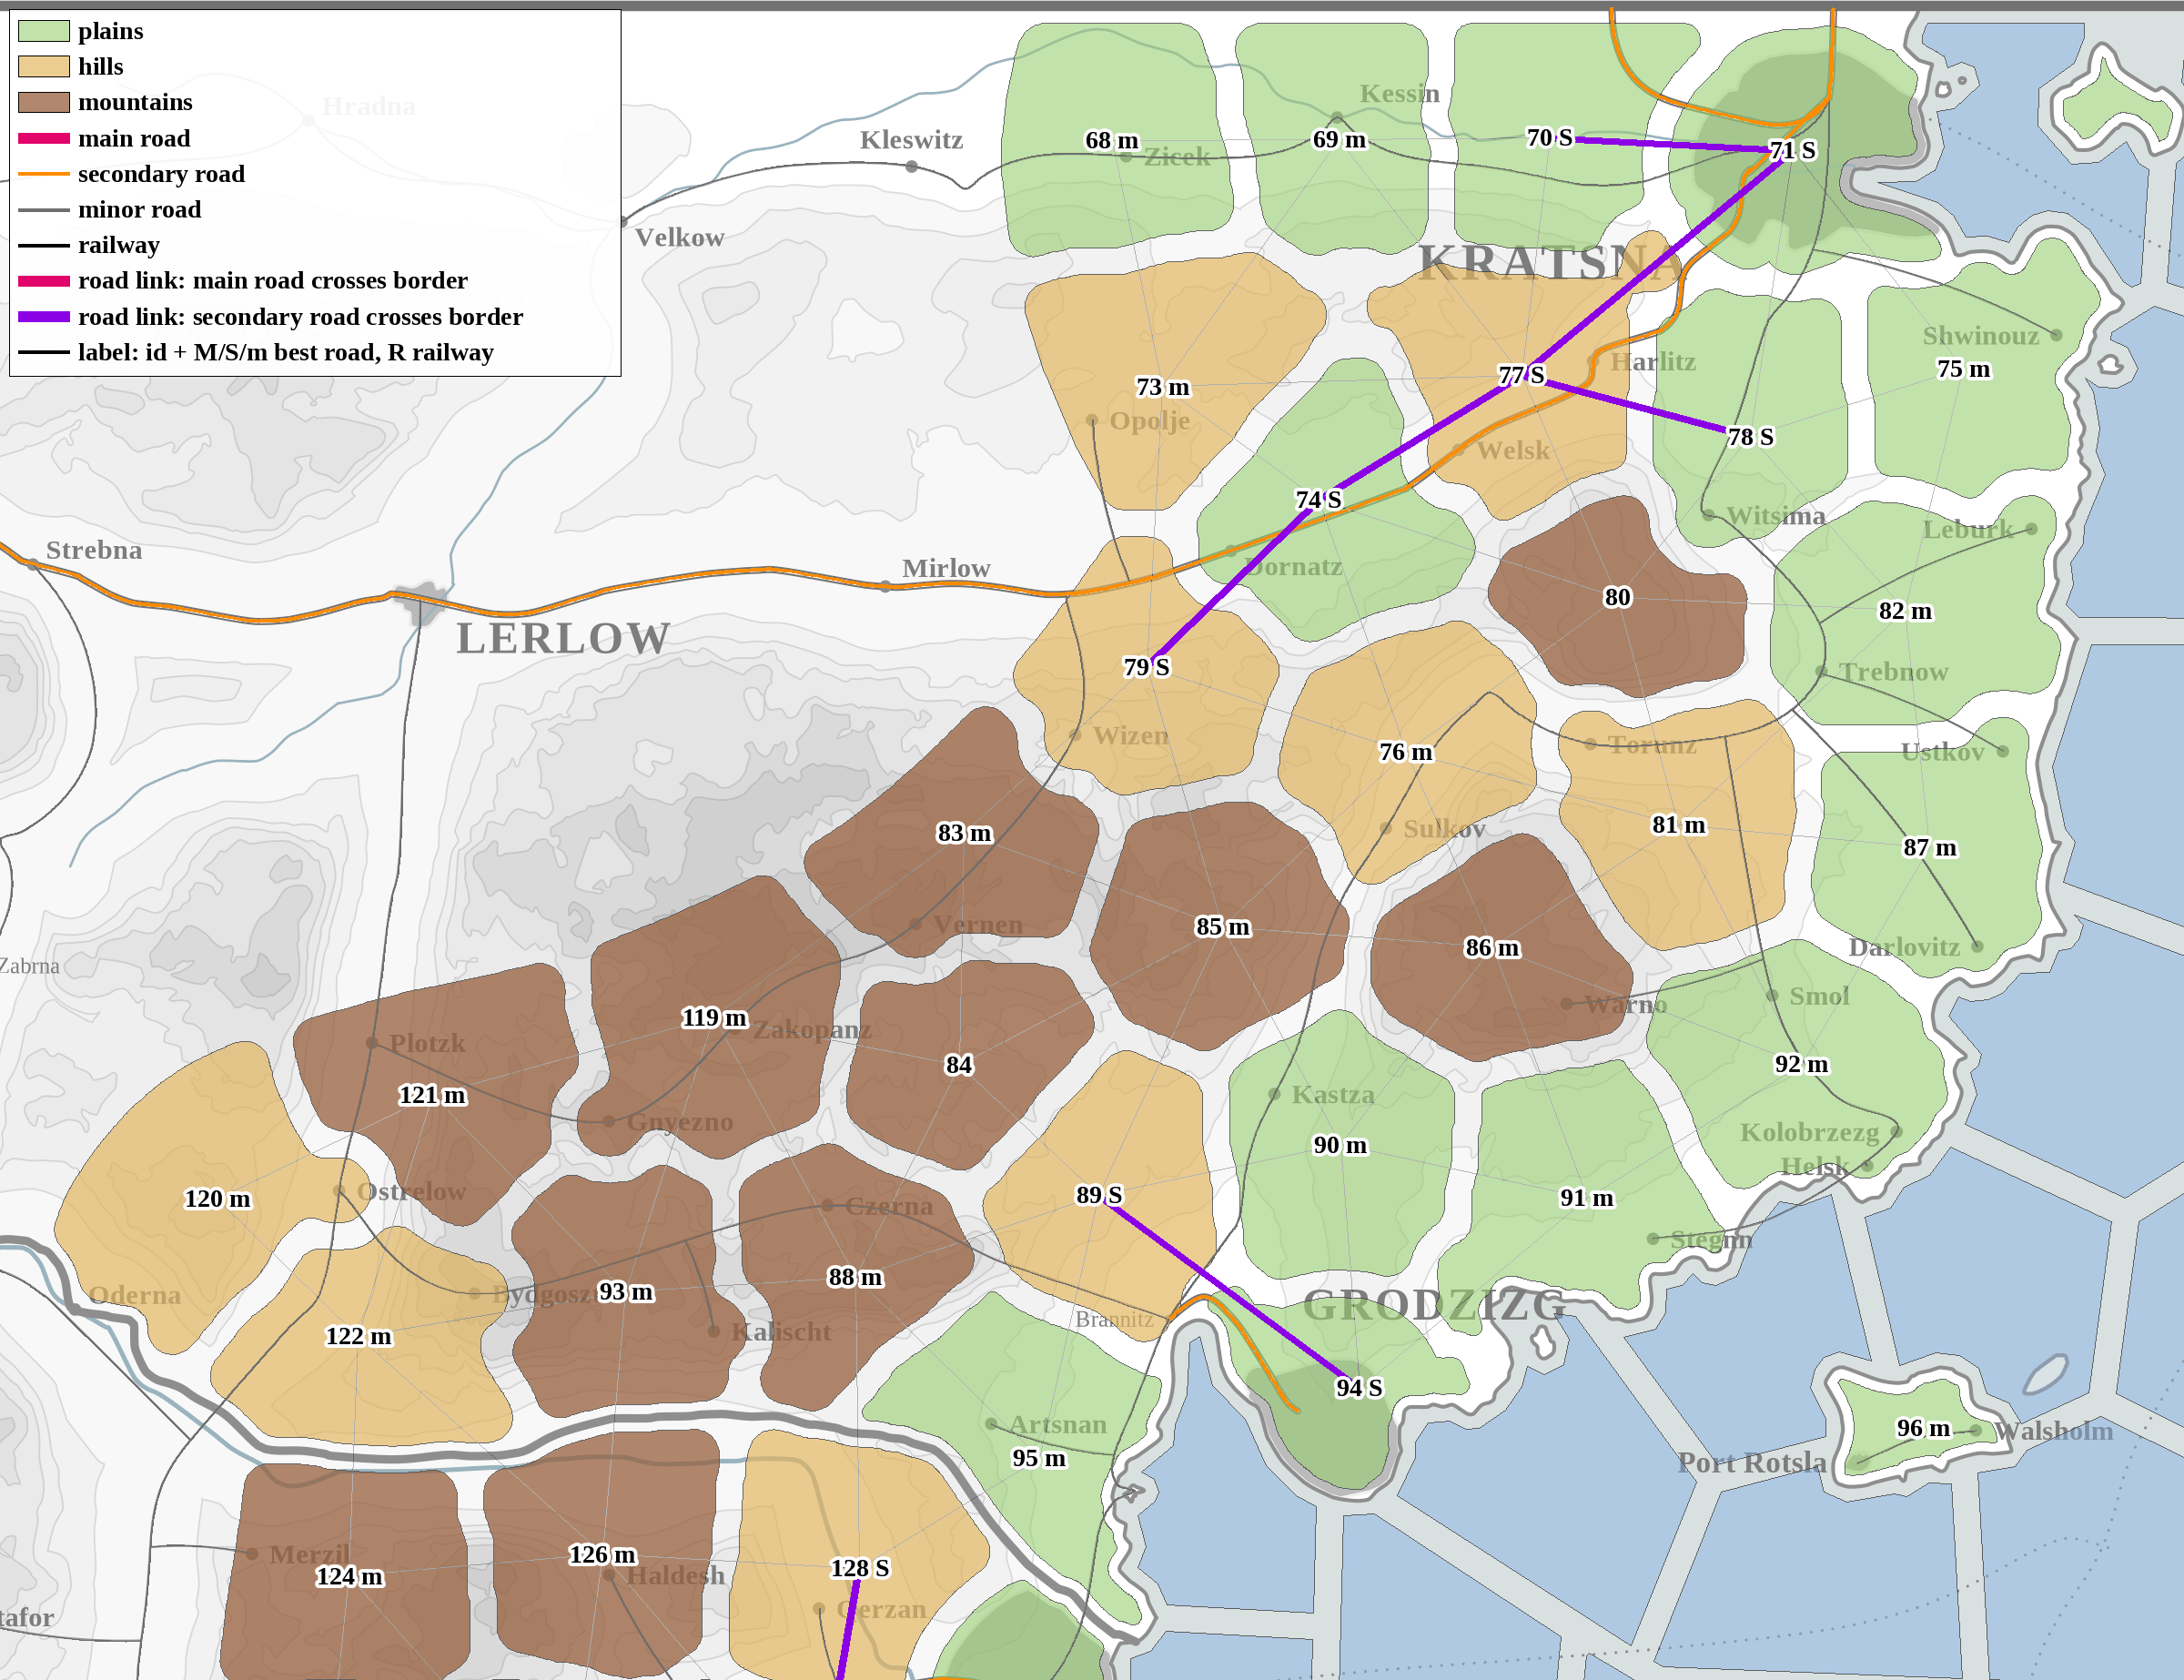 plains
hills
mountains
main road
secondary road
minor road
railway
road link: main road crosses border
road link: secondary road crosses border
label: id + M/S/m best road, R railway
Hradna
Kleswitz
Velkow
68 m
Zicek
Kessin
69 m
70 S
71 S
KRATSNA
Shwinouz
75 m
73 m
Opolje
77 S
Harlitz
Welsk
78 S
74 S
Witsima
Leburk
Strebna
Mirlow
Dornatz
LERLOW
80
82 m
79 S
Trebnow
Wizen
76 m
Torunz
Ustkov
83 m
Sulkov
81 m
87 m
Vernen
85 m
86 m
Darlovitz
Zabrna
119 m
Zakopanz
Warno
Smol
Plotzk
84
92 m
121 m
Gnyezno
Kastza
90 m
Kolobrzezg
Helsk
120 m
Ostrelow
Czerna
89 S
91 m
Stegnn
Oderna
Bydgosz
93 m
88 m
122 m
Kalischt
Brannitz
GRODZIZG
94 S
Artsnan
95 m
96 m
Walsholm
Port Rotsla
Merzil
124 m
126 m
Haldesh
128 S
Gerzan
tafor